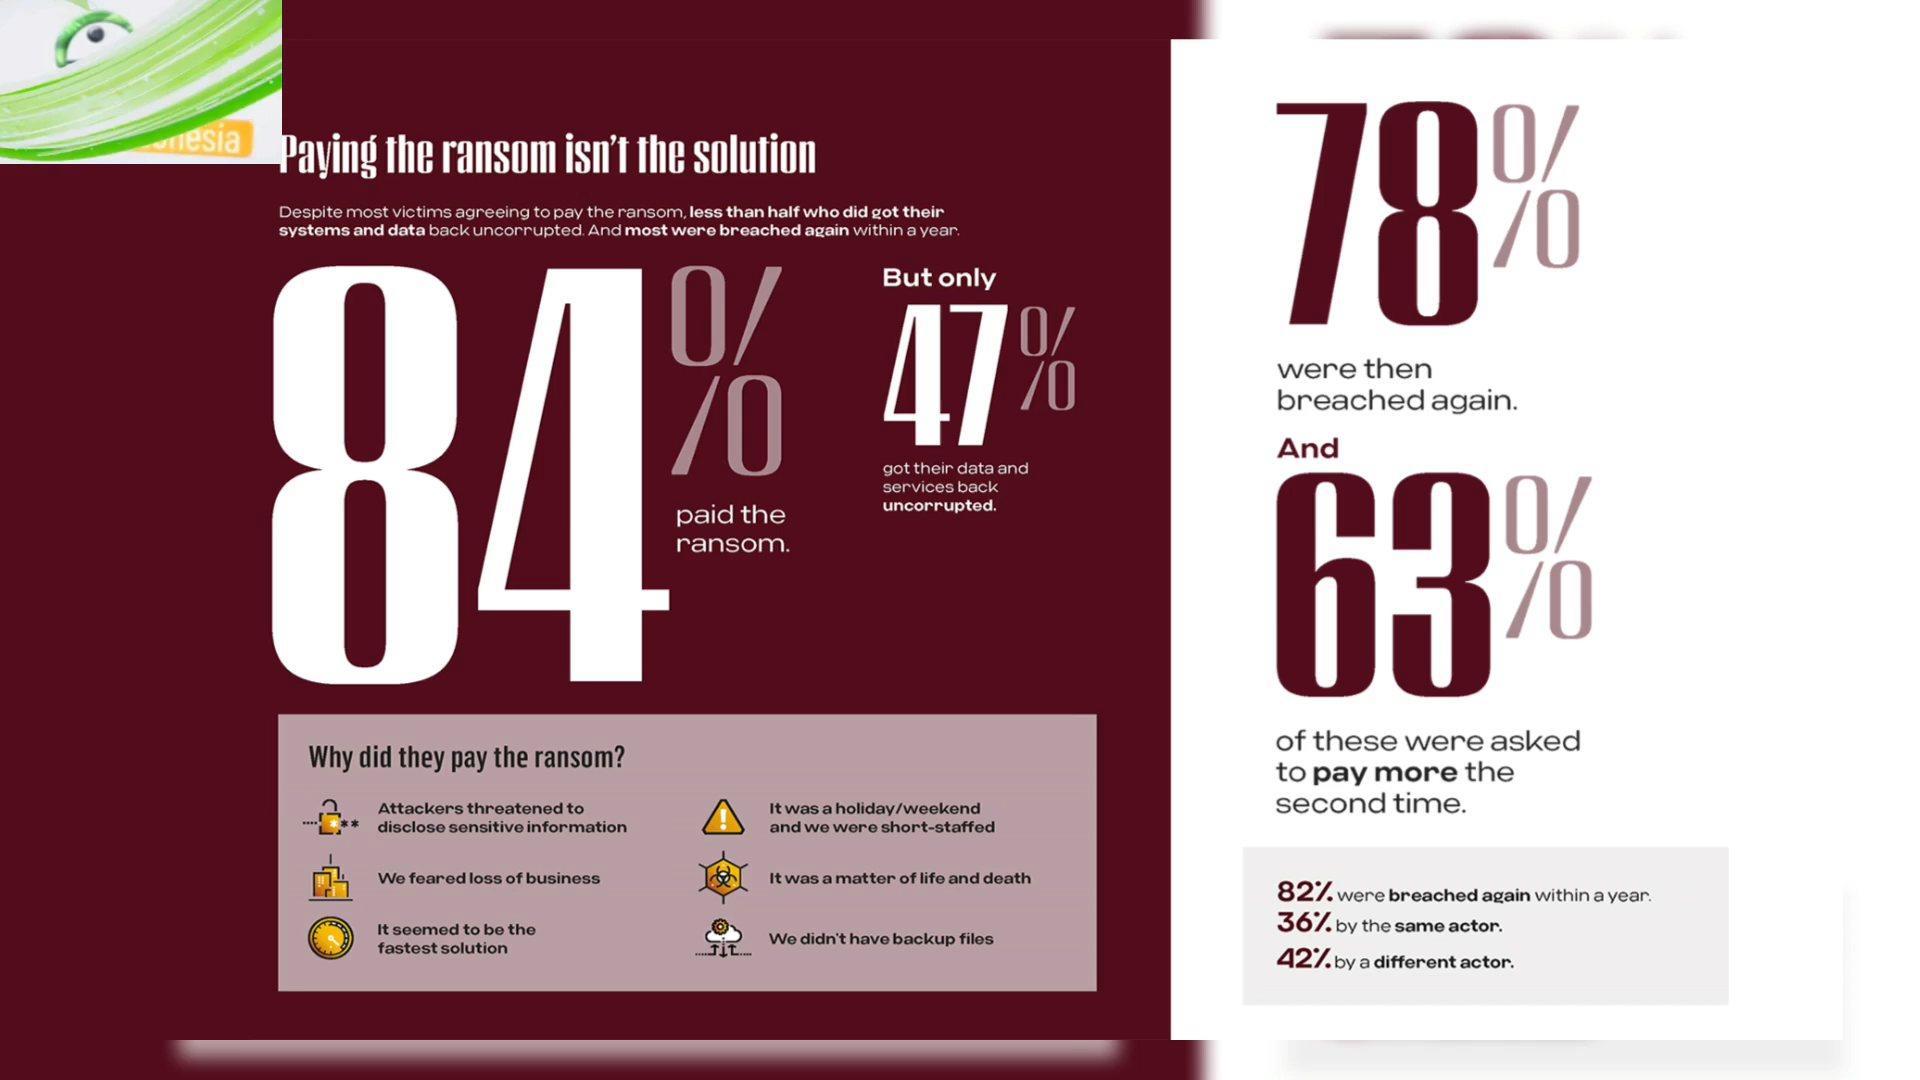 Paying the ransom isn't the solution
Despite most victims agreeing to pay the ransom, less than half who did got their
systems and data back uncorrupted. And most were breached again within a year.
84%
paid the
ransom.
But only
47%
got their data and
services back
uncorrupted.
Why did they pay the ransom?
Attackers threatened to
disclose sensitive information
We feared loss of business
It seemed to be the
fastest solution
It was a holiday/weekend
and we were short-staffed
It was a matter of life and death
We didn't have backup files
78%
were then
breached again.
And
63%
of these were asked
to pay more the
second time.
82% were breached again within a year.
36% by the same actor.
42% by a different actor.